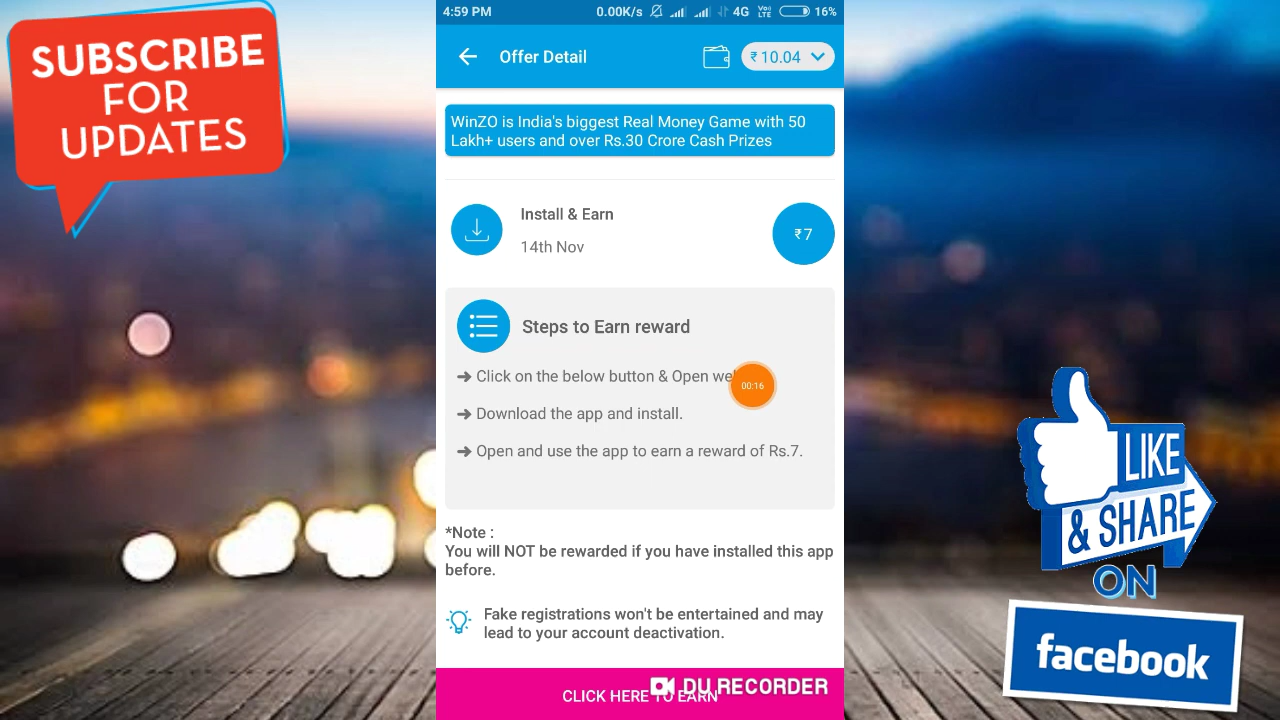 SUBSCRIBE
FOR
UPDATES
4:59 PM 0.00K/s 4G Vo LTE 16%
Offer Detail ₹ 10.04
WinZO is India's biggest Real Money Game with 50
Lakh+ users and over Rs.30 Crore Cash Prizes
Install & Earn
14th Nov
₹ 7
Steps to Earn reward
➔ Click on the below button & Open
00:16
➔ Download the app and install.
➔ Open and use the app to earn a reward of Rs.7.
*Note :
You will NOT be rewarded if you have installed this app
before.
Fake registrations won't be entertained and may
lead to your account deactivation.
CLICK HERE TO EARN
DU RECORDER
LIKE
& SHARE
ON
facebook